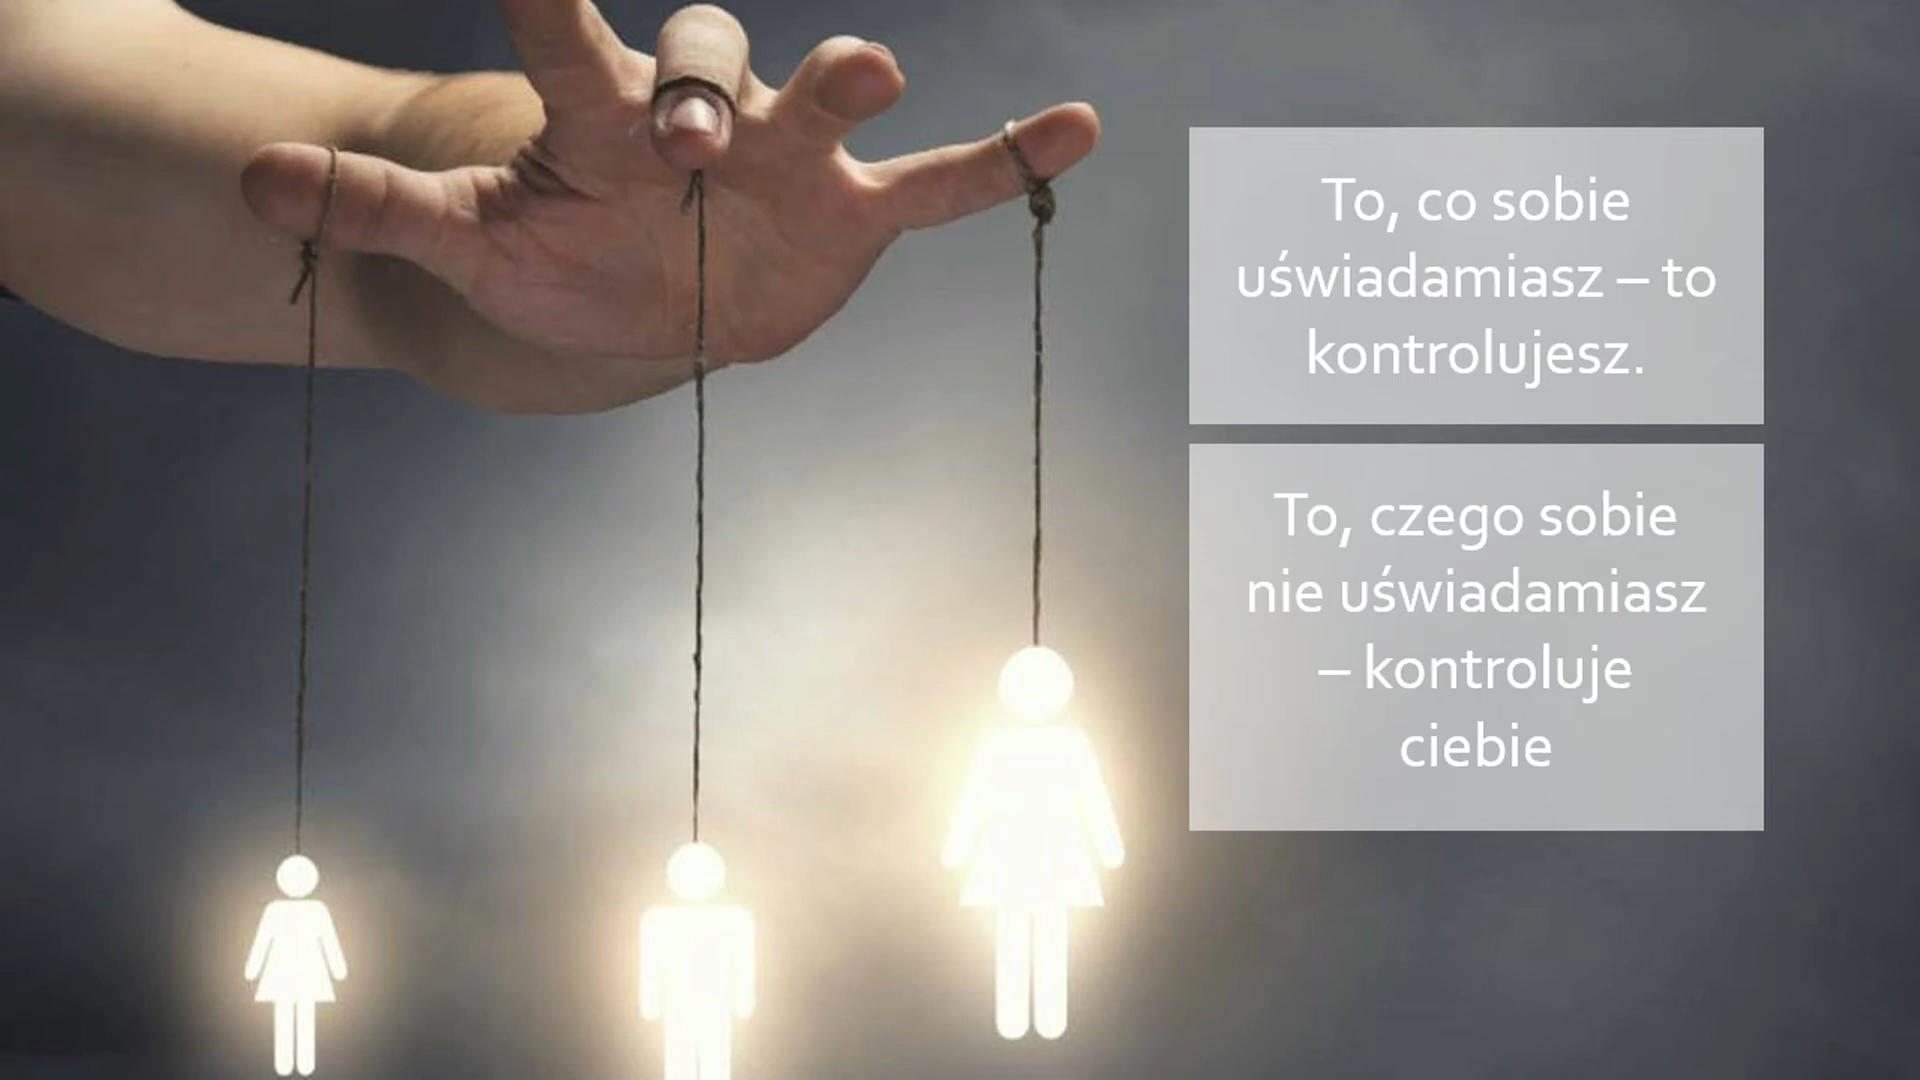 To, co sobie
uświadamiasz – to
kontrolujesz.
To, czego sobie
nie uświadamiasz
– kontroluje
ciebie